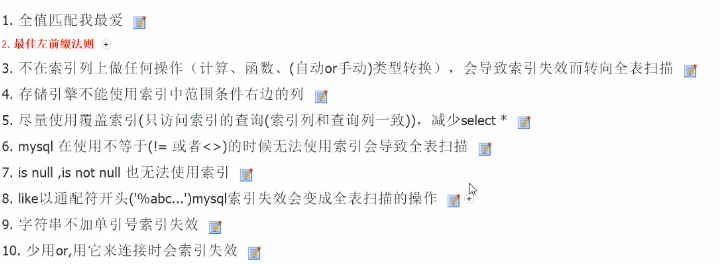 1. 全值匹配我最爱
2. 最佳左前缀法则
3. 不在索引列上做任何操作（计算、函数、(自动or手动)类型转换），会导致索引失效而转向全表扫描
4. 存储引擎不能使用索引中范围条件右边的列
5. 尽量使用覆盖索引(只访问索引的查询(索引列和查询列一致))，减少select *
6. mysql 在使用不等于(!= 或者<>)的时候无法使用索引会导致全表扫描
7. is null ,is not null 也无法使用索引
8. like以通配符开头('%abc...')mysql索引失效会变成全表扫描的操作
9. 字符串不加单引号索引失效
10. 少用or,用它来连接时会索引失效